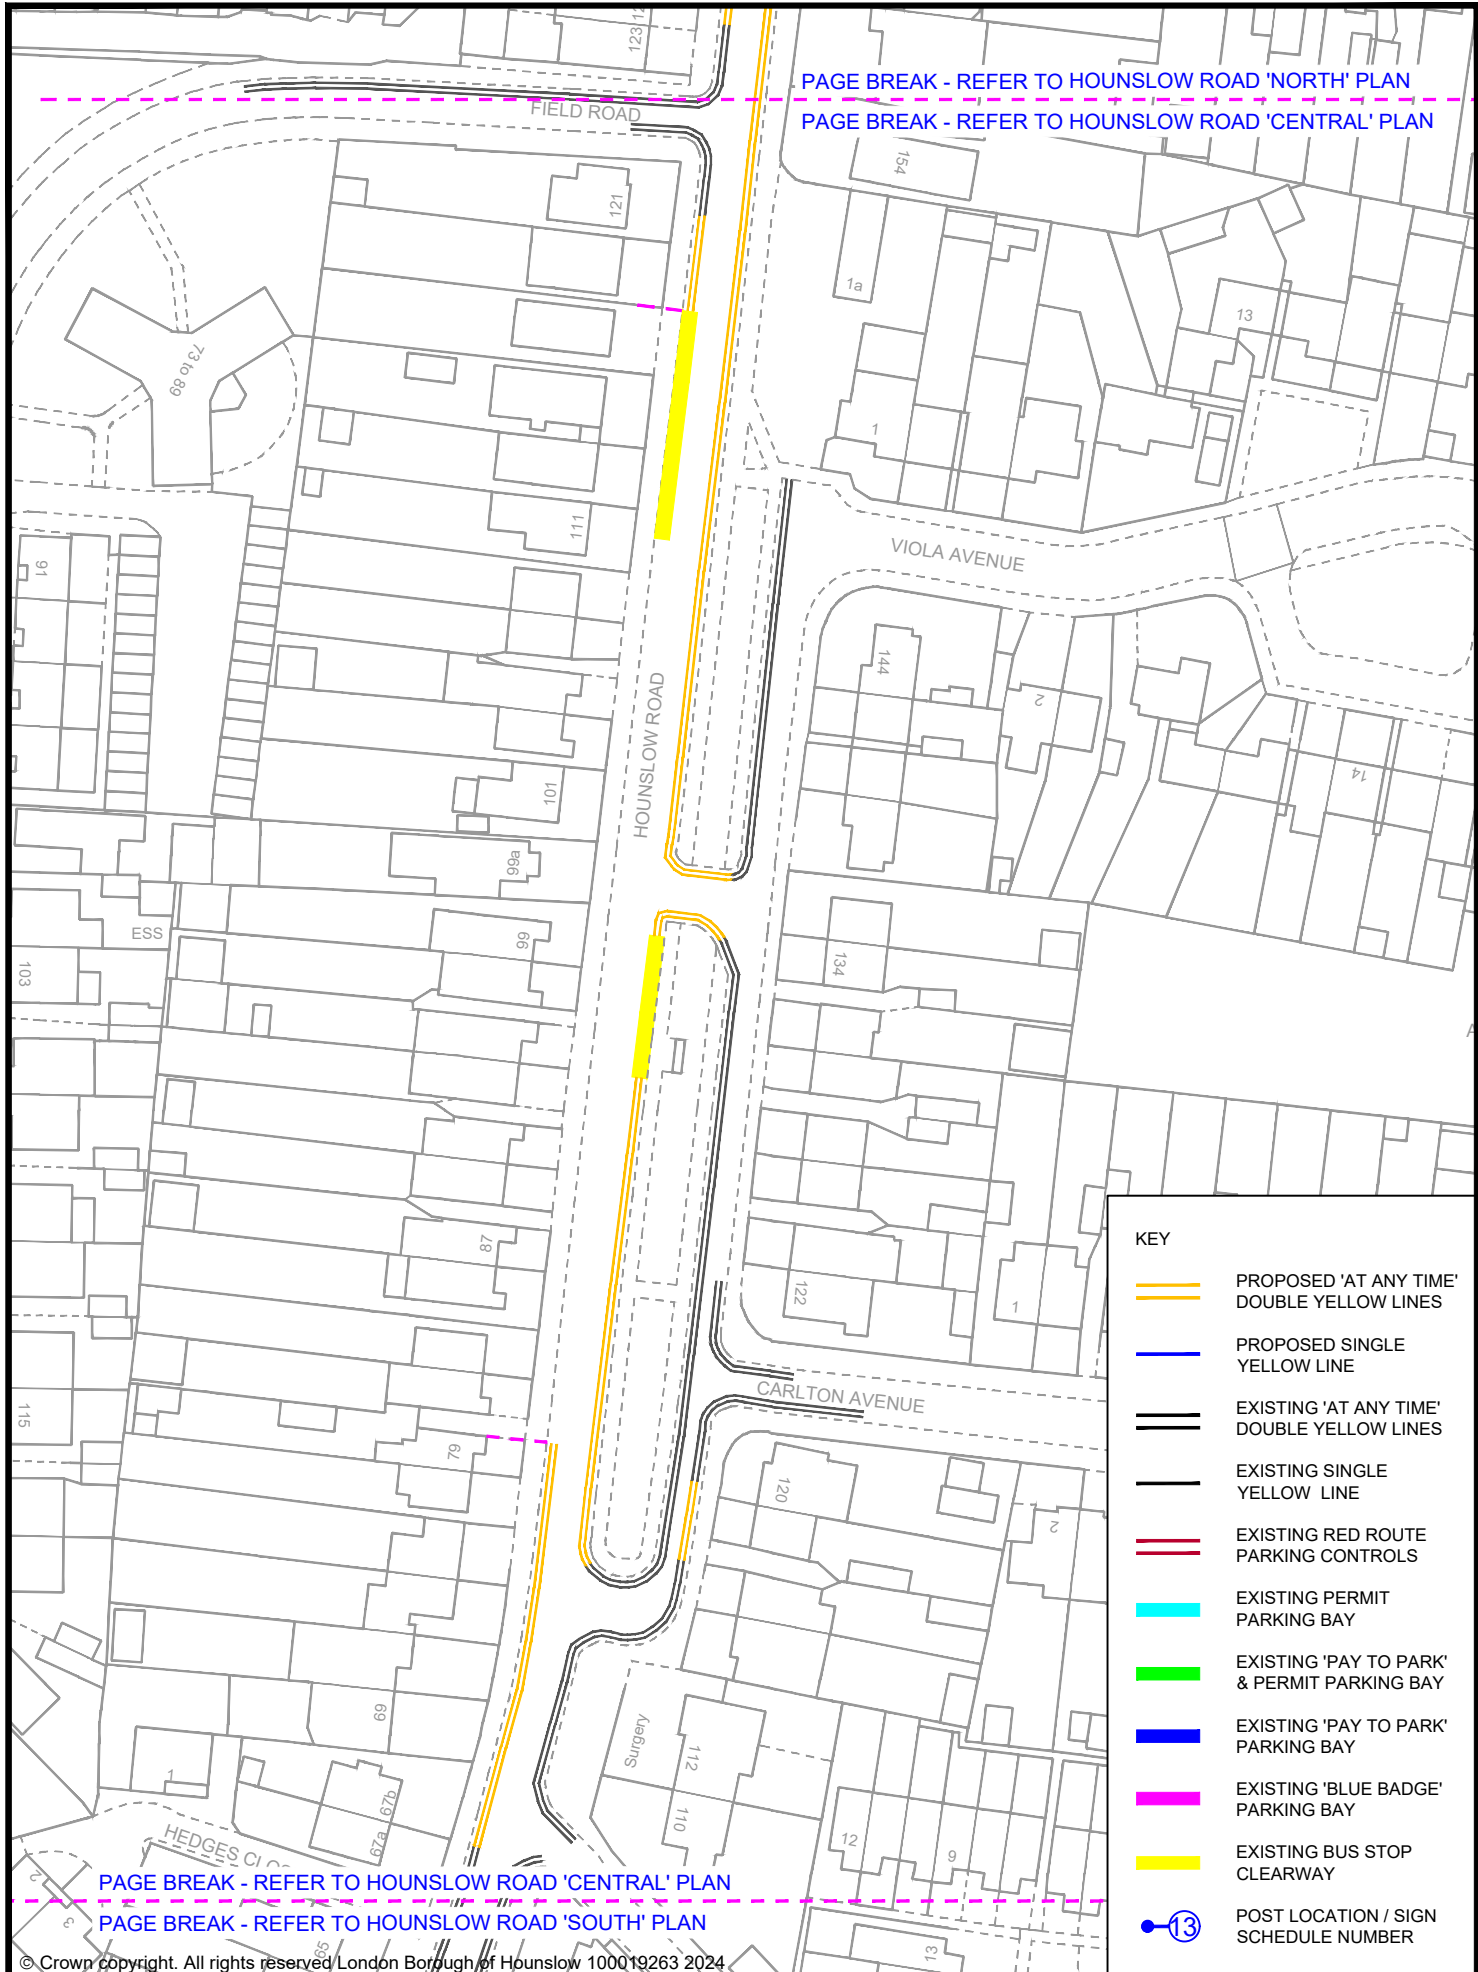 123
PAGE BREAK - REFER TO HOUNSLOW ROAD 'NORTH' PLAN
FIELD ROAD
PAGE BREAK - REFER TO HOUNSLOW ROAD 'CENTRAL' PLAN
154
121
1a
13
73 to 89
1
111
VIOLA AVENUE
91
144
2
HOUNSLOW ROAD
14
101
99a
ESS
99
103
134
87
122
1
CARLTON AVENUE
115
79
120
2
69
Surgery
112
1
67b
67a
110
12
9
HEDGES CLO
2
PAGE BREAK - REFER TO HOUNSLOW ROAD 'CENTRAL' PLAN
3
PAGE BREAK - REFER TO HOUNSLOW ROAD 'SOUTH' PLAN
65
13
© Crown copyright. All rights reserved London Borough of Hounslow 100019263 2024
KEY
PROPOSED 'AT ANY TIME'
DOUBLE YELLOW LINES
PROPOSED SINGLE
YELLOW LINE
EXISTING 'AT ANY TIME'
DOUBLE YELLOW LINES
EXISTING SINGLE
YELLOW LINE
EXISTING RED ROUTE
PARKING CONTROLS
EXISTING PERMIT
PARKING BAY
EXISTING 'PAY TO PARK'
& PERMIT PARKING BAY
EXISTING 'PAY TO PARK'
PARKING BAY
EXISTING 'BLUE BADGE'
PARKING BAY
EXISTING BUS STOP
CLEARWAY
13
POST LOCATION / SIGN
SCHEDULE NUMBER